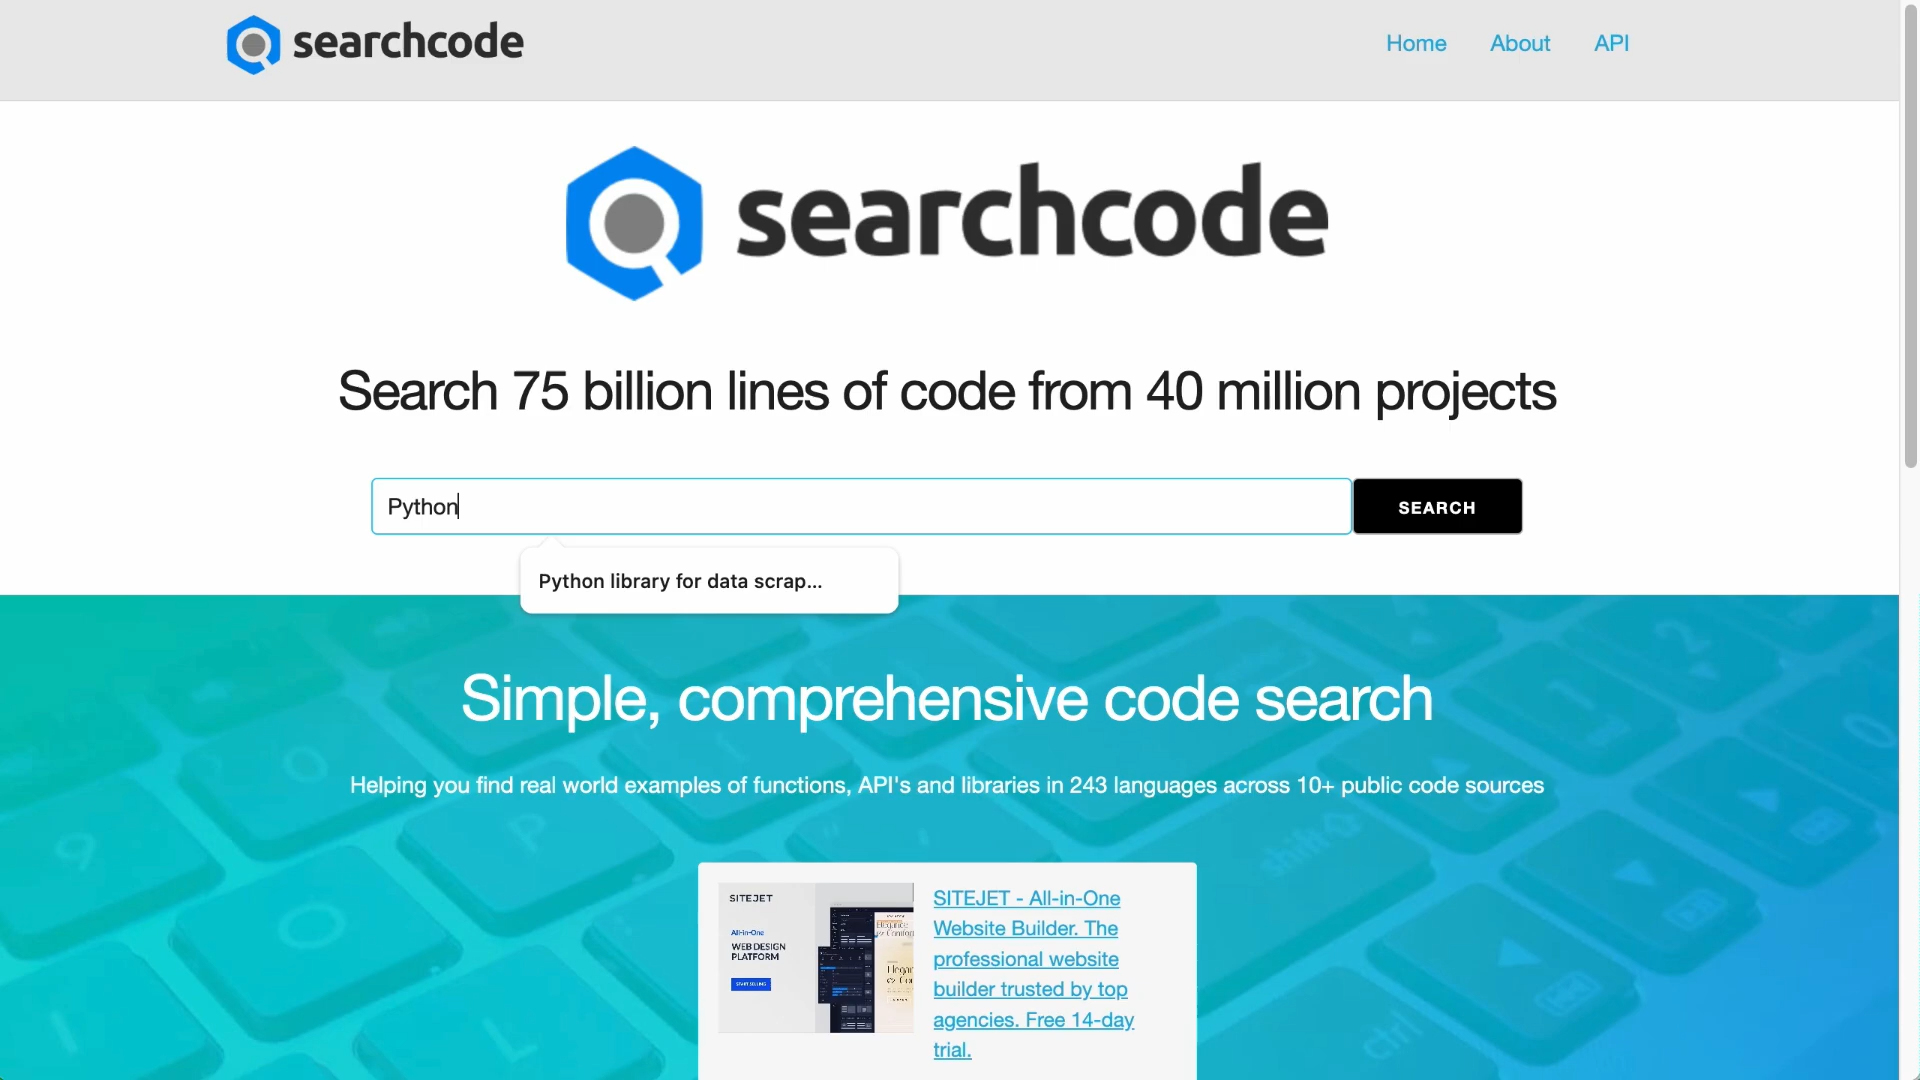 searchcode
Home
About
API
searchcode
Search 75 billion lines of code from 40 million projects
Python
SEARCH
Python library for data scrap...
Simple, comprehensive code search
Helping you find real world examples of functions, API's and libraries in 243 languages across 10+ public code sources
SITEJET
All-in-One
WEB DESIGN
PLATFORM
START SELLING
SITEJET - All-in-One
Website Builder. The
professional website
builder trusted by top
agencies. Free 14-day
trial.